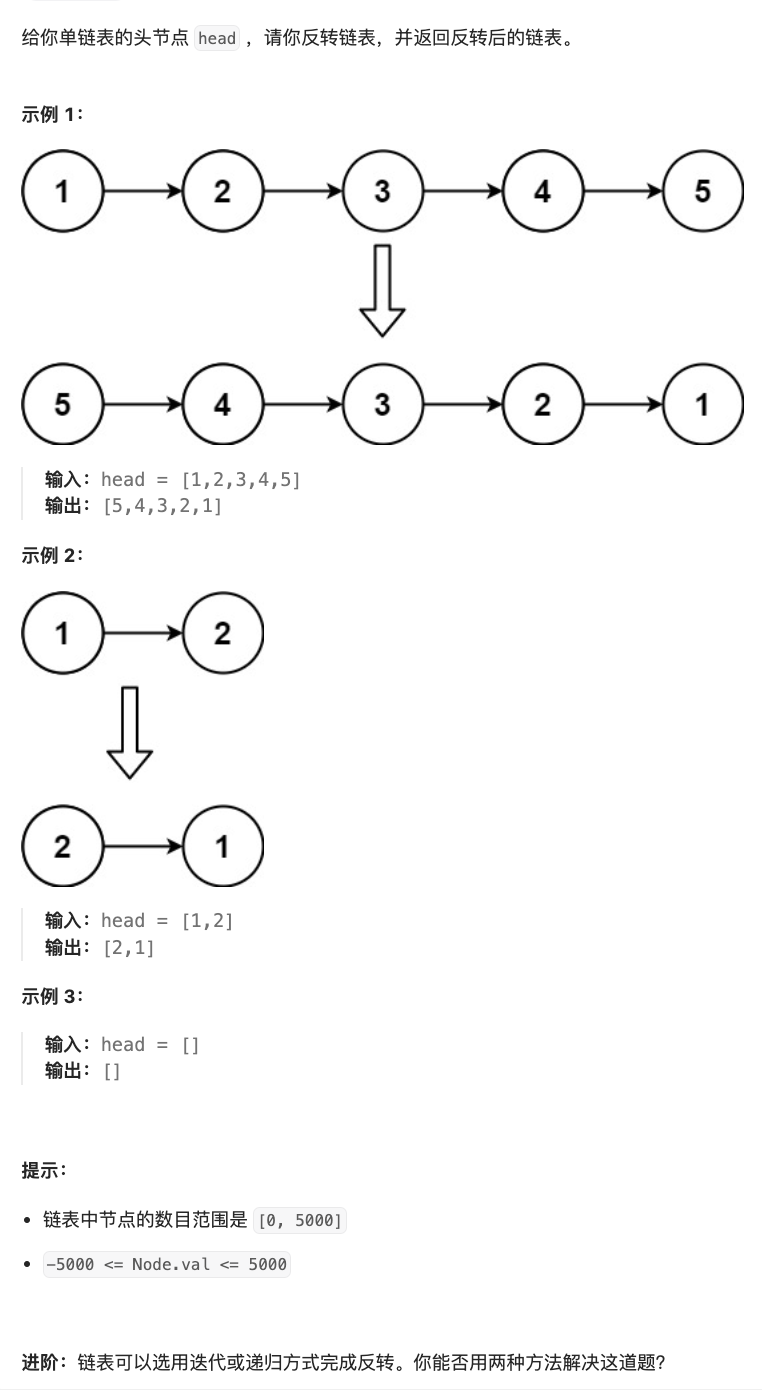 给你单链表的头节点 head ，请你反转链表，并返回反转后的链表。
示例 1：
1 2 3 4 5
5 4 3 2 1
输入：head = [1,2,3,4,5]
输出：[5,4,3,2,1]
示例 2：
1 2
2 1
输入：head = [1,2]
输出：[2,1]
示例 3：
输入：head = []
输出：[]
提示：
• 链表中节点的数目范围是 [0, 5000]
• -5000 <= Node.val <= 5000
进阶：链表可以选用迭代或递归方式完成反转。你能否用两种方法解决这道题？